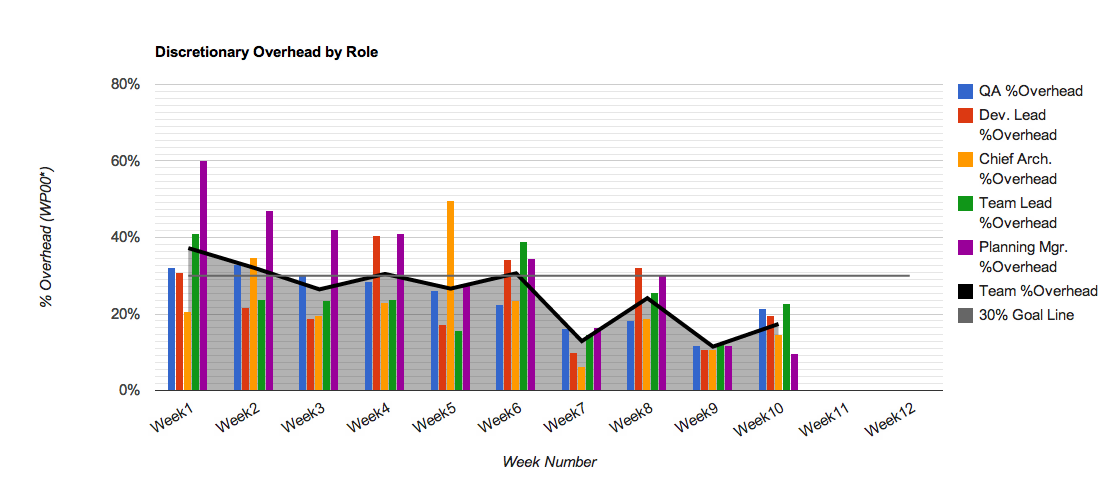 Discretionary Overhead by Role
80%
60%
40%
20%
0%
% Overhead (WP00*)
Week1
Week2
Week3
Week4
Week5
Week6
Week7
Week8
Week9
Week10
Week11
Week12
Week Number
QA %Overhead
Dev. Lead
%Overhead
Chief Arch.
%Overhead
Team Lead
%Overhead
Planning Mgr.
%Overhead
Team %Overhead
30% Goal Line